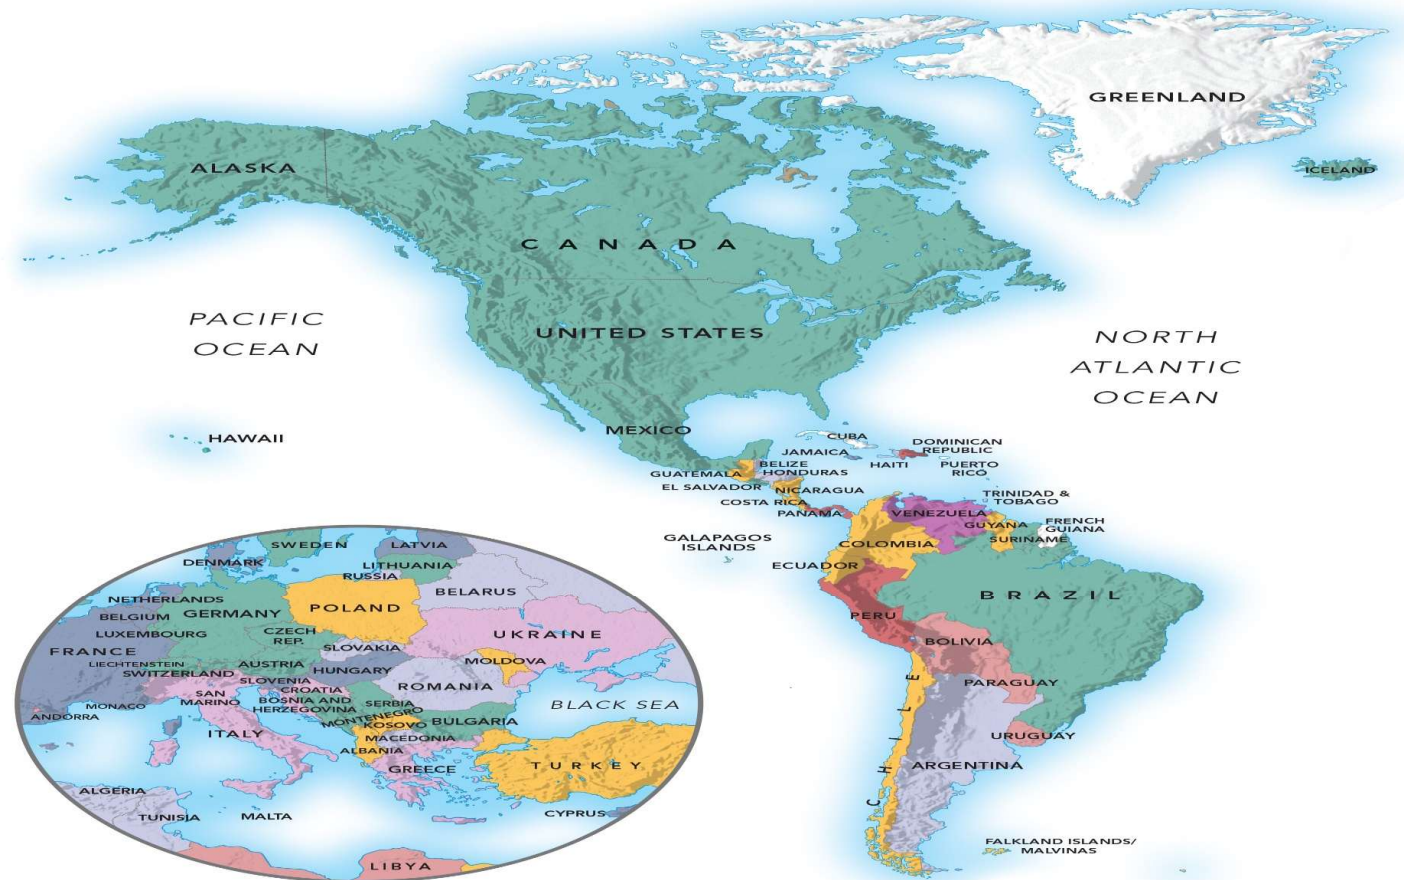 GREENLAND
ICELAND
ALASKA
CANADA
PACIFIC
OCEAN
UNITED STATES
NORTH
ATLANTIC
OCEAN
HAWAII
MEXICO
CUBA
DOMINICAN
REPUBLIC
JAMAICA
HAITI
PUERTO
RICO
BELIZE
GUATEMALA
HONDURAS
EL SALVADOR
NICARAGUA
COSTA RICA
PANAMA
TRINIDAD &
TOBAGO
VENEZUELA
GUYANA
FRENCH
GUIANA
SURINAME
GALAPAGOS
ISLANDS
COLOMBIA
ECUADOR
BRAZIL
PERU
BOLIVIA
PARAGUAY
CHILE
URUGUAY
ARGENTINA
FALKLAND ISLANDS/
MALVINAS
SWEDEN
LATVIA
DENMARK
LITHUANIA
RUSSIA
BELARUS
NETHERLANDS
POLAND
BELGIUM
GERMANY
LUXEMBOURG
CZECH
REP.
UKRAINE
FRANCE
SLOVAKIA
LIECHTENSTEIN
AUSTRIA
MOLDOVA
SWITZERLAND
HUNGARY
SLOVENIA
ROMANIA
CROATIA
SAN
MARINO
BOSNIA AND
HERZEGOVINA
SERBIA
MONACO
BLACK SEA
ANDORRA
MONTENEGRO
KOSOVO
BULGARIA
ITALY
MACEDONIA
ALBANIA
GREECE
TURKEY
ALGERIA
TUNISIA
MALTA
CYPRUS
LIBYA